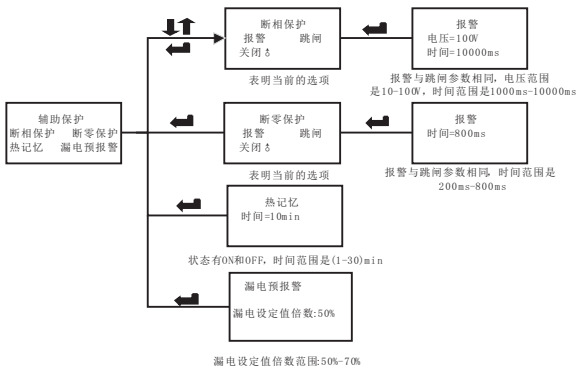 断相保护
报警 跳闸
关闭
报警
电压=100V
时间=10000ms
表明当前的选项
报警与跳闸参数相同，电压范围
是10-100V，时间范围是1000ms-10000ms
辅助保护
断相保护 断零保护
热记忆 漏电预报警
断零保护
报警 跳闸
关闭
报警
时间=800ms
表明当前的选项
报警与跳闸参数相同，时间范围是
200ms-800ms
热记忆
时间=10min
状态有ON和OFF，时间范围是(1-30)min
漏电预报警
漏电设定值倍数:50%
漏电设定值倍数范围:50%-70%